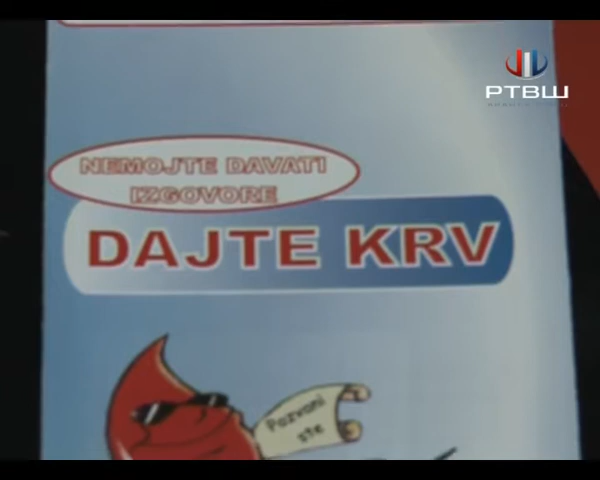 РТВШ
NEMOJTE DAVATI
IZGOVORE
DAJTE KRV
Pozvani
ste